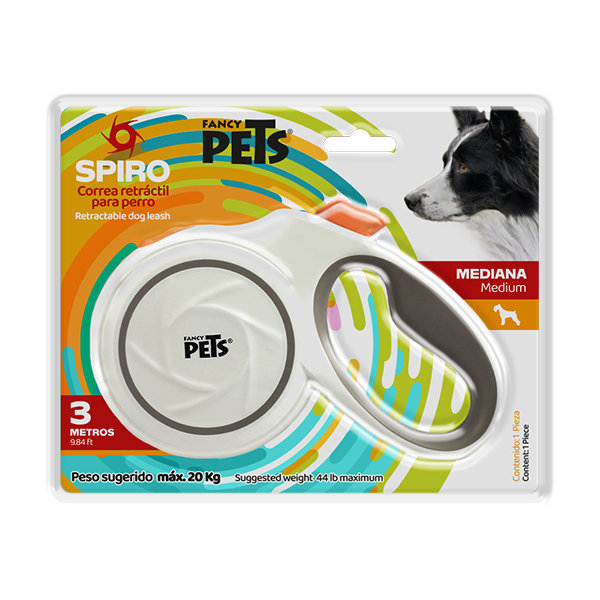 FANCY
PETS®
SPIRO
Correa retráctil
para perro
Retractable dog leash
MEDIANA
Medium
FANCY
PETS®
3
METROS
9.84 ft
Contenido: 1 Pieza
Content: 1 Piece
Peso sugerido máx. 20 Kg Suggested weight 44 lb maximum